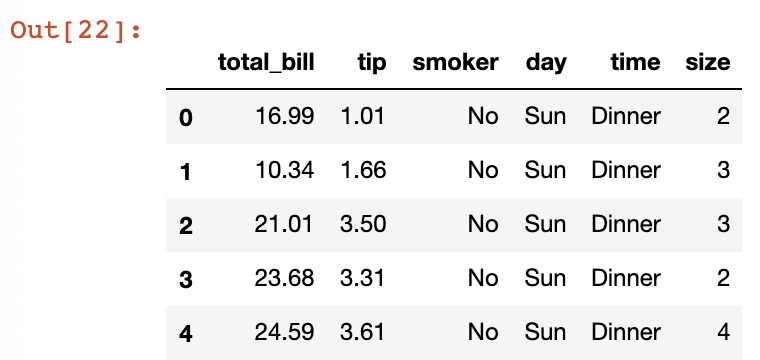 Out[22]:
total_bill tip smoker day time size
0 16.99 1.01 No Sun Dinner 2
1 10.34 1.66 No Sun Dinner 3
2 21.01 3.50 No Sun Dinner 3
3 23.68 3.31 No Sun Dinner 2
4 24.59 3.61 No Sun Dinner 4